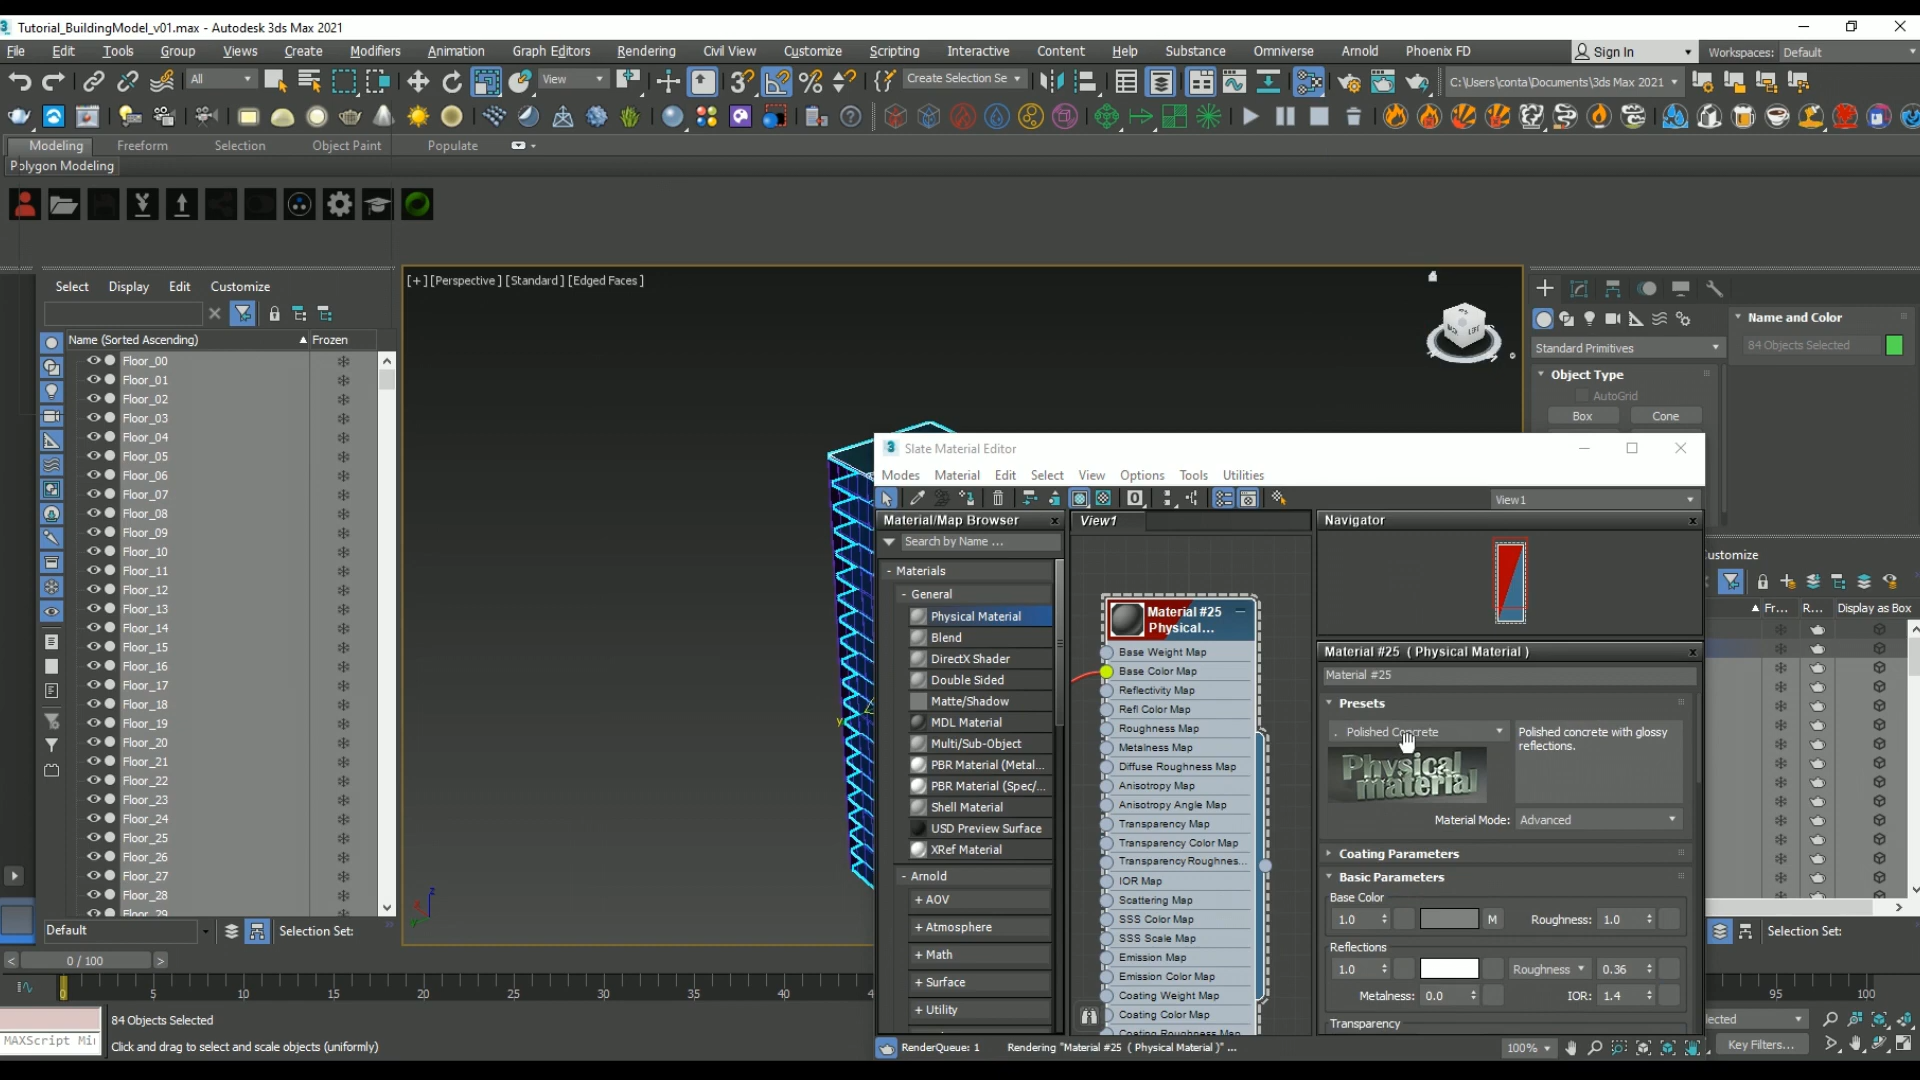 Tutorial_BuildingModel_v01.max - Autodesk 3ds Max 2021
File Edit Tools Group Views Create Modifiers Animation Graph Editors Rendering Civil View Customize Scripting Interactive Content Help Substance Omniverse Arnold Phoenix FD
Sign In Workspaces: Default
All View Create Selection Se C:\Users\conta\Documents\3ds Max 2021
Modeling Freeform Selection Object Paint Populate
Polygon Modeling
Select Display Edit Customize
Name (Sorted Ascending) Frozen
Floor_00
Floor_01
Floor_02
Floor_03
Floor_04
Floor_05
Floor_06
Floor_07
Floor_08
Floor_09
Floor_10
Floor_11
Floor_12
Floor_13
Floor_14
Floor_15
Floor_16
Floor_17
Floor_18
Floor_19
Floor_20
Floor_21
Floor_22
Floor_23
Floor_24
Floor_25
Floor_26
Floor_27
Floor_28
Floor_29
Default Selection Set:
[+] [Perspective] [Standard] [Edged Faces]
LEFT
Name and Color
84 Objects Selected
Standard Primitives
Object Type
AutoGrid
Box Cone
Slate Material Editor
Modes Material Edit Select View Options Tools Utilities
View1
Material/Map Browser
Search by Name ...
- Materials
- General
Physical Material
Blend
DirectX Shader
Double Sided
Matte/Shadow
MDL Material
Multi/Sub-Object
PBR Material (Metal...
PBR Material (Spec/...
Shell Material
USD Preview Surface
XRef Material
- Arnold
+ AOV
+ Atmosphere
+ Math
+ Surface
+ Utility
View1
Material #25
Physical...
Base Weight Map
Base Color Map
Reflectivity Map
Refl Color Map
Roughness Map
Metalness Map
Diffuse Roughness Map
Anisotropy Map
Anisotropy Angle Map
Transparency Map
Transparency Color Map
Transparency Roughnes...
IOR Map
Scattering Map
SSS Color Map
SSS Scale Map
Emission Map
Emission Color Map
Coating Weight Map
Coating Color Map
Coating Roughness Map
Navigator
Material #25 ( Physical Material )
Material #25
Presets
. Polished Concrete
Polished concrete with glossy
reflections.
Physical
Material
Material Mode: Advanced
Coating Parameters
Basic Parameters
Base Color
1.0 M Roughness: 1.0
Reflections
1.0 Roughness 0.36
Metalness: 0.0 IOR: 1.4
Transparency
RenderQueue: 1 Rendering "Material #25 ( Physical Material )" ...
100%
ustomize
Fr... R... Display as Box
Selection Set:
0 / 100
5 10 15 20 25 30 35 40 95 100
84 Objects Selected
MAXScript Mi
Click and drag to select and scale objects (uniformly)
ected
Key Filters...